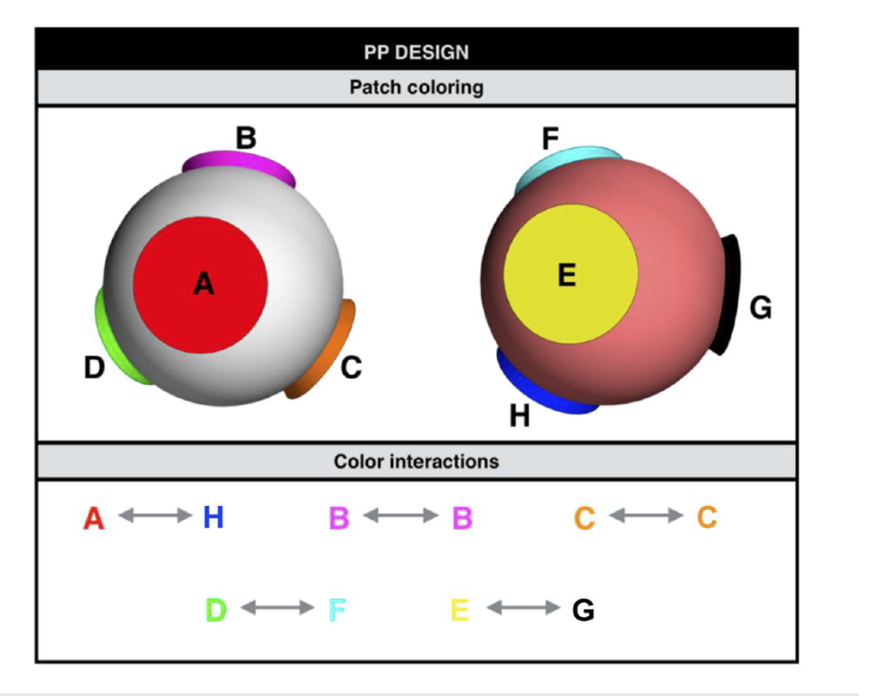 PP DESIGN
Patch coloring
B
F
A
E
G
D
C
H
Color interactions
A ↔ H B ↔ B C ↔ C
D ↔ F E ↔ G